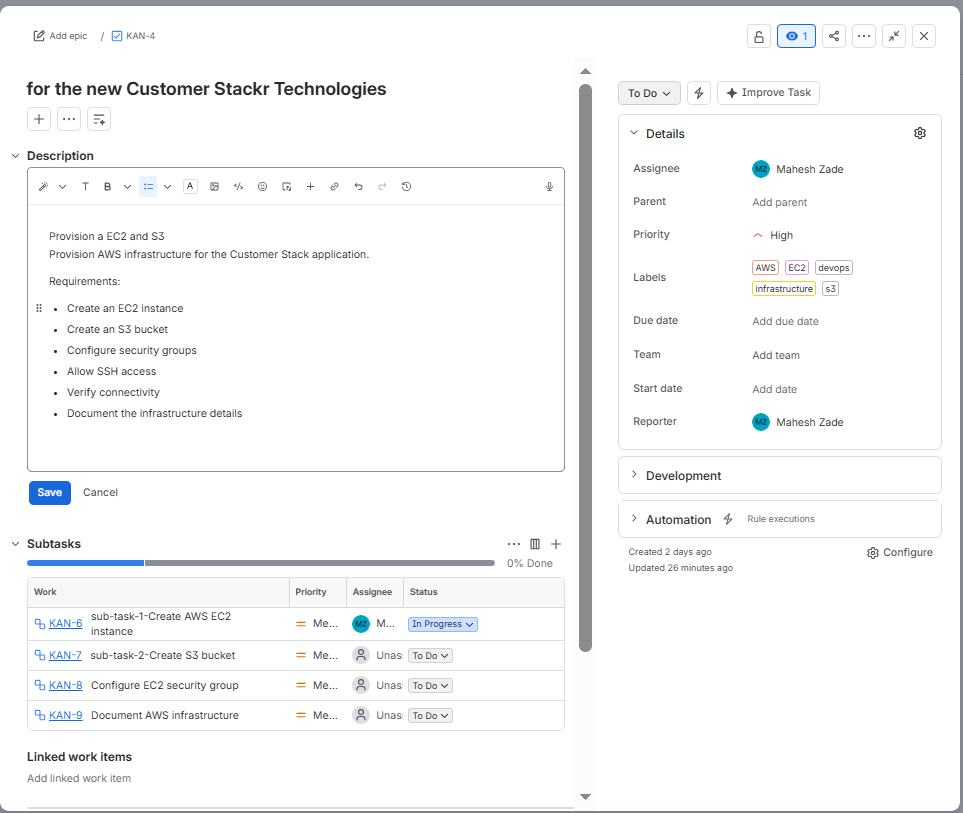 Add epic / KAN-4
1
for the new Customer Stackr Technologies
Description
T B A
Provision a EC2 and S3
Provision AWS infrastructure for the Customer Stack application.
Requirements:
• Create an EC2 instance
• Create an S3 bucket
• Configure security groups
• Allow SSH access
• Verify connectivity
• Document the infrastructure details
Save Cancel
Subtasks
0% Done
Work Priority Assignee Status
KAN-6 sub-task-1-Create AWS EC2 instance Me... MZ M... In Progress
KAN-7 sub-task-2-Create S3 bucket Me... Unas To Do
KAN-8 Configure EC2 security group Me... Unas To Do
KAN-9 Document AWS infrastructure Me... Unas To Do
Linked work items
Add linked work item
To Do Improve Task
Details
Assignee MZ Mahesh Zade
Parent Add parent
Priority High
Labels AWS EC2 devops
infrastructure s3
Due date Add due date
Team Add team
Start date Add date
Reporter MZ Mahesh Zade
Development
Automation Rule executions
Created 2 days ago Configure
Updated 26 minutes ago